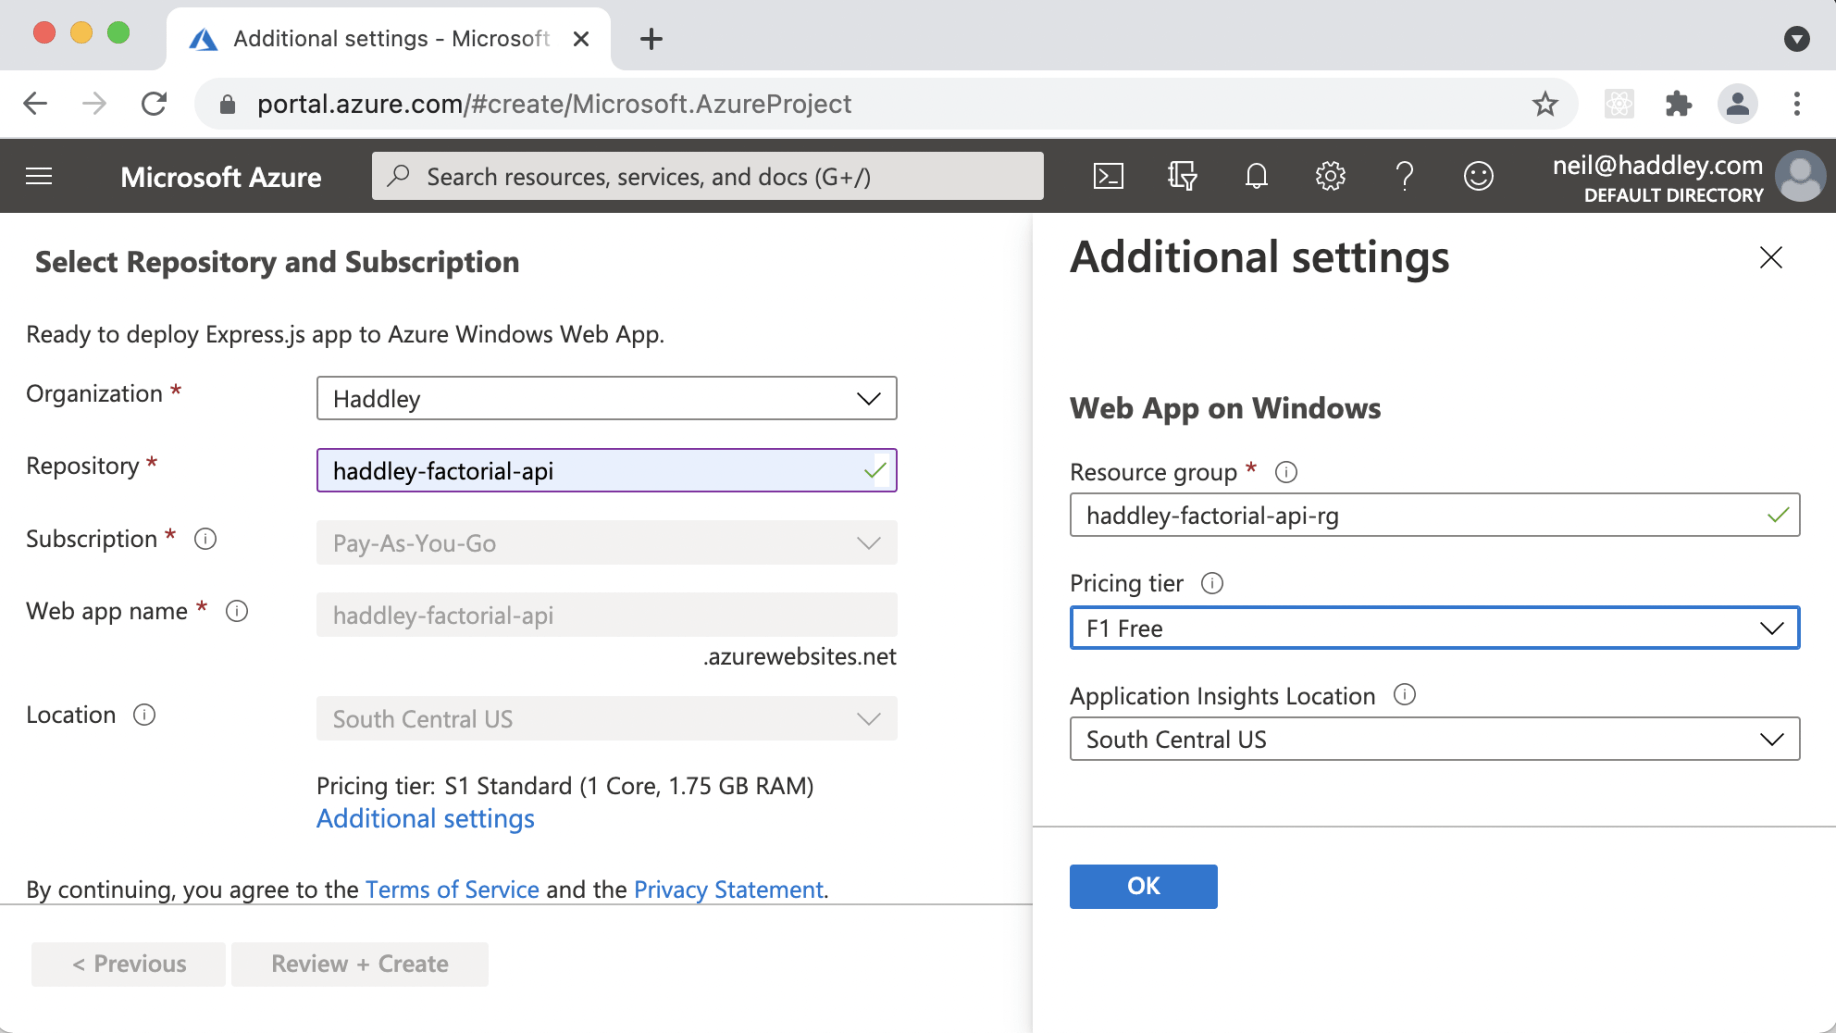 Additional settings - Microsoft
portal.azure.com/#create/Microsoft.AzureProject
Microsoft Azure
Search resources, services, and docs (G+/)
neil@haddley.com
DEFAULT DIRECTORY
Select Repository and Subscription
Ready to deploy Express.js app to Azure Windows Web App.
Organization *
Haddley
Repository *
haddley-factorial-api
Subscription *
Pay-As-You-Go
Web app name *
haddley-factorial-api
.azurewebsites.net
Location
South Central US
Pricing tier: S1 Standard (1 Core, 1.75 GB RAM)
Additional settings
By continuing, you agree to the Terms of Service and the Privacy Statement.
< Previous
Review + Create
Additional settings
Web App on Windows
Resource group *
haddley-factorial-api-rg
Pricing tier
F1 Free
Application Insights Location
South Central US
OK